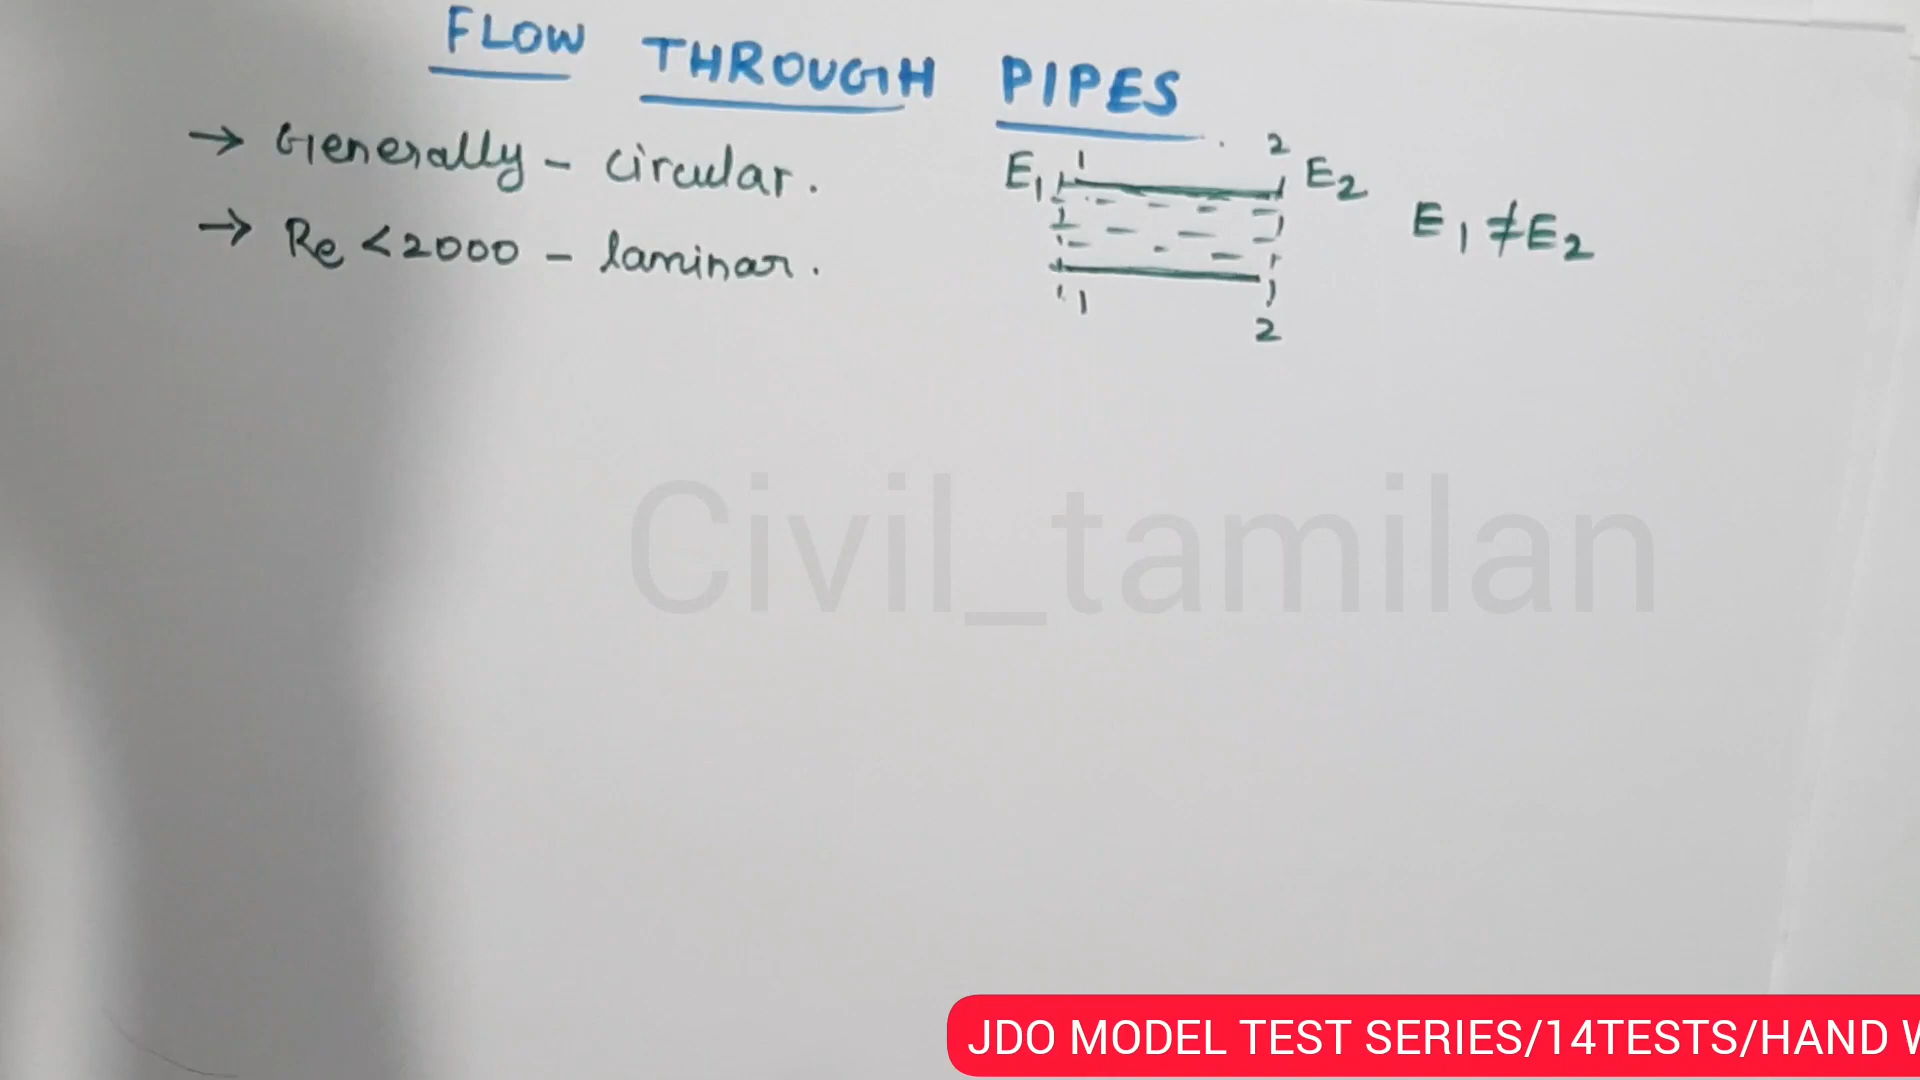 FLOW THROUGH PIPES
→ Generally - circular.
→ Re < 2000 - laminar.
1 2
E1 E2
E1 ≠ E2
1 2
Civil_tamilan
JDO MODEL TEST SERIES/14TESTS/HAND W